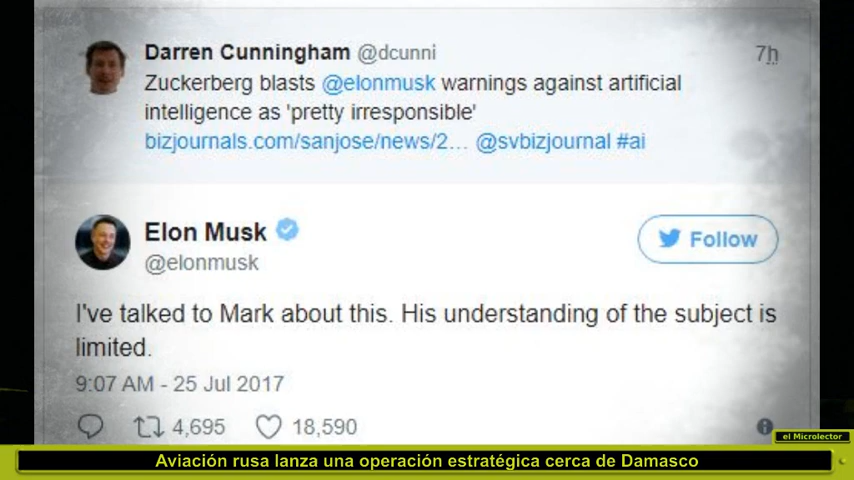 Darren Cunningham @dcunni
7h
Zuckerberg blasts @elonmusk warnings against artificial
intelligence as 'pretty irresponsible'
bizjournals.com/sanjose/news/2… @svbizjournal #ai
Elon Musk
Follow
@elonmusk
I've talked to Mark about this. His understanding of the subject is
limited.
9:07 AM - 25 Jul 2017
4,695 18,590
el Microlector
Aviación rusa lanza una operación estratégica cerca de Damasco